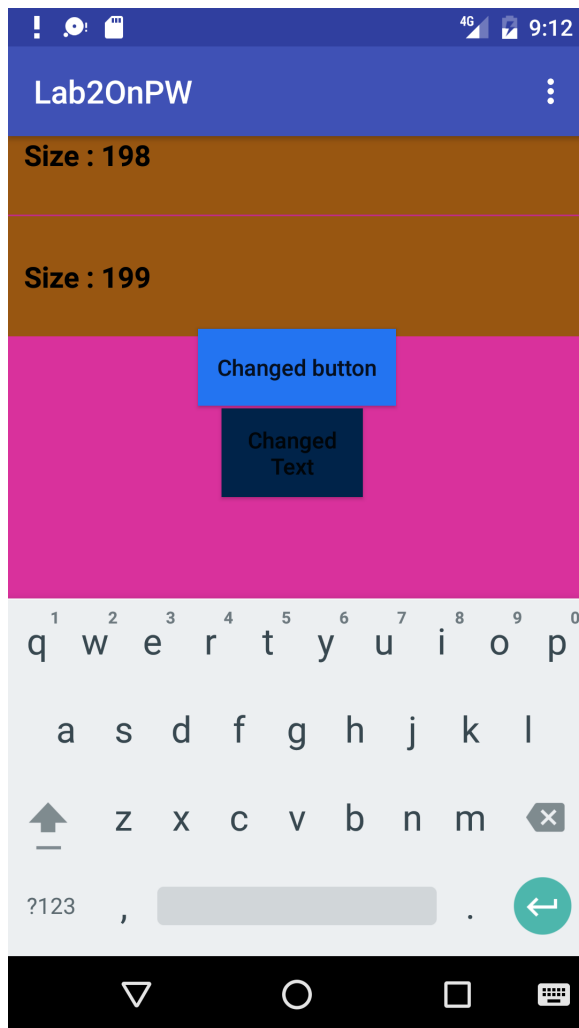 4G 9:12
Lab2OnPW
Size : 198
Size : 199
Changed button
Changed
Text
1 2 3 4 5 6 7 8 9 0
q w e r t y u i o p
a s d f g h j k l
z x c v b n m
?123 , .